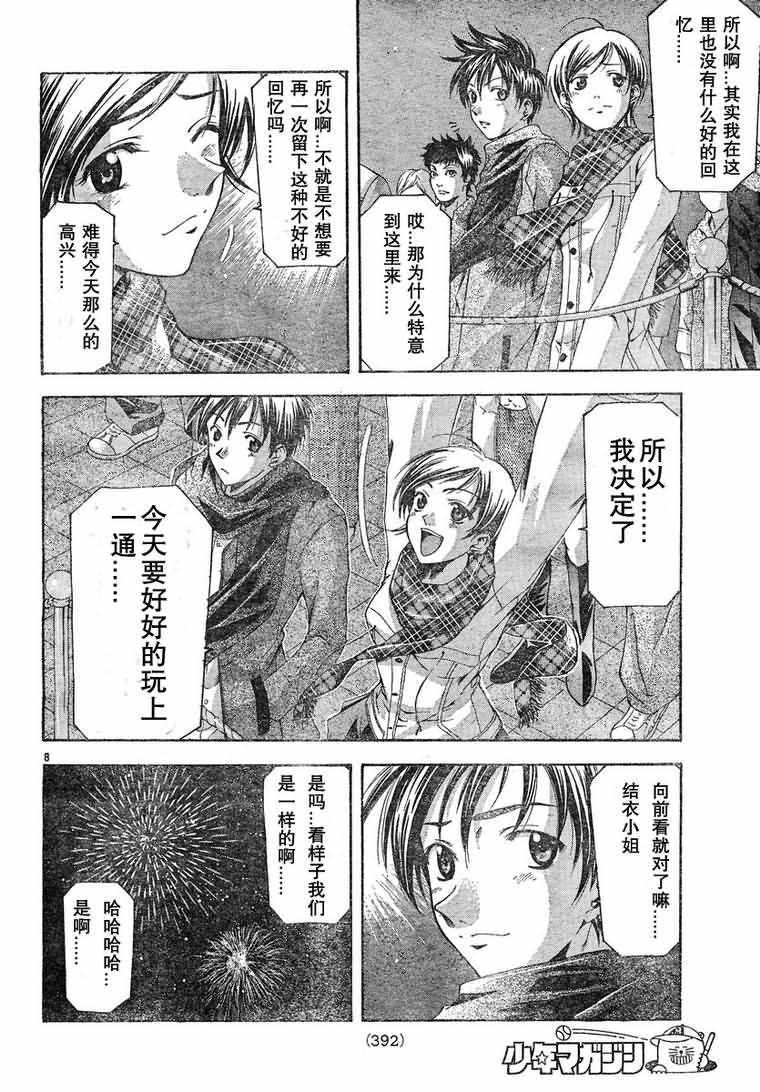 所以啊…其实我在这
里也没有什么好的回
忆……
哎…那为什么特意
到这里来……
所以啊…不就是不想要
再一次留下这种不好的
回忆吗……
难得今天那么的
高兴……
所以……
我决定了
今天要好好的玩上
一通……
8
向前看就对了嘛……
结衣小姐
是吗…看样子我们
是一样的啊……
哈哈哈哈…
是啊……
(392)
少年マガジン